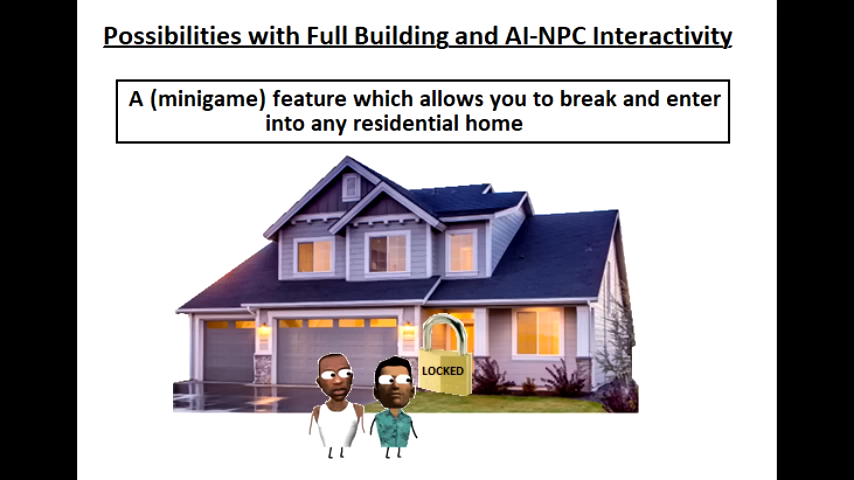 Possibilities with Full Building and AI-NPC Interactivity
A (minigame) feature which allows you to break and enter
into any residential home
LOCKED